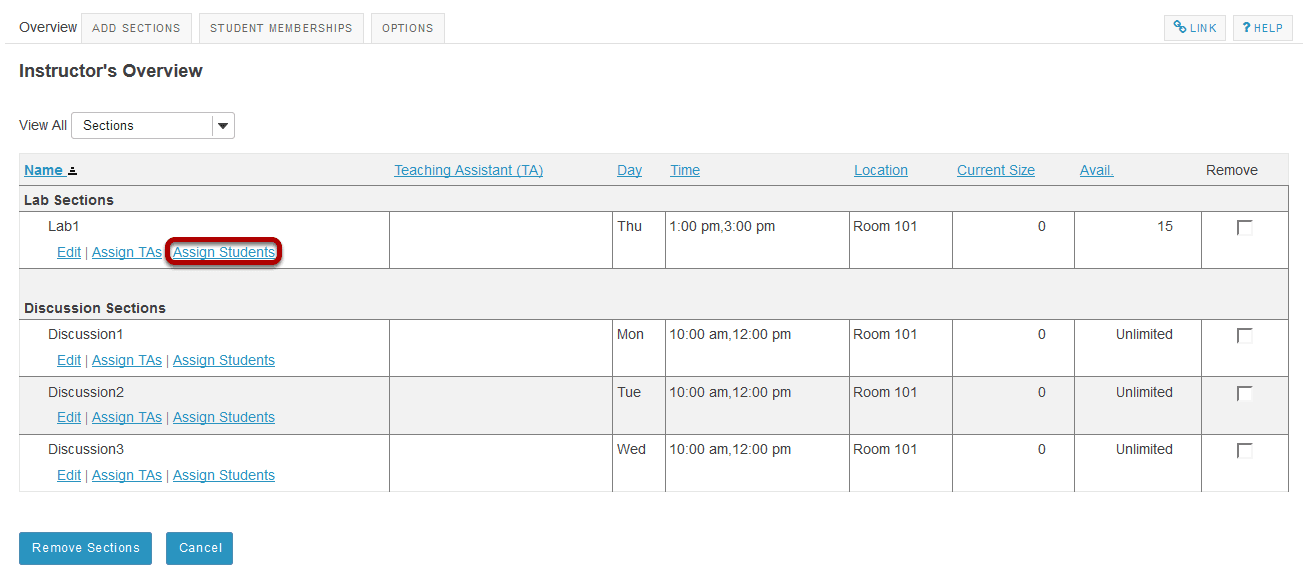 Overview ADD SECTIONS STUDENT MEMBERSHIPS OPTIONS LINK ? HELP
Instructor's Overview
View All Sections
Name Teaching Assistant (TA) Day Time Location Current Size Avail. Remove
Lab Sections
Lab1 Thu 1:00 pm,3:00 pm Room 101 0 15
Edit | Assign TAs Assign Students
Discussion Sections
Discussion1 Mon 10:00 am,12:00 pm Room 101 0 Unlimited
Edit | Assign TAs | Assign Students
Discussion2 Tue 10:00 am,12:00 pm Room 101 0 Unlimited
Edit | Assign TAs | Assign Students
Discussion3 Wed 10:00 am,12:00 pm Room 101 0 Unlimited
Edit | Assign TAs | Assign Students
Remove Sections Cancel